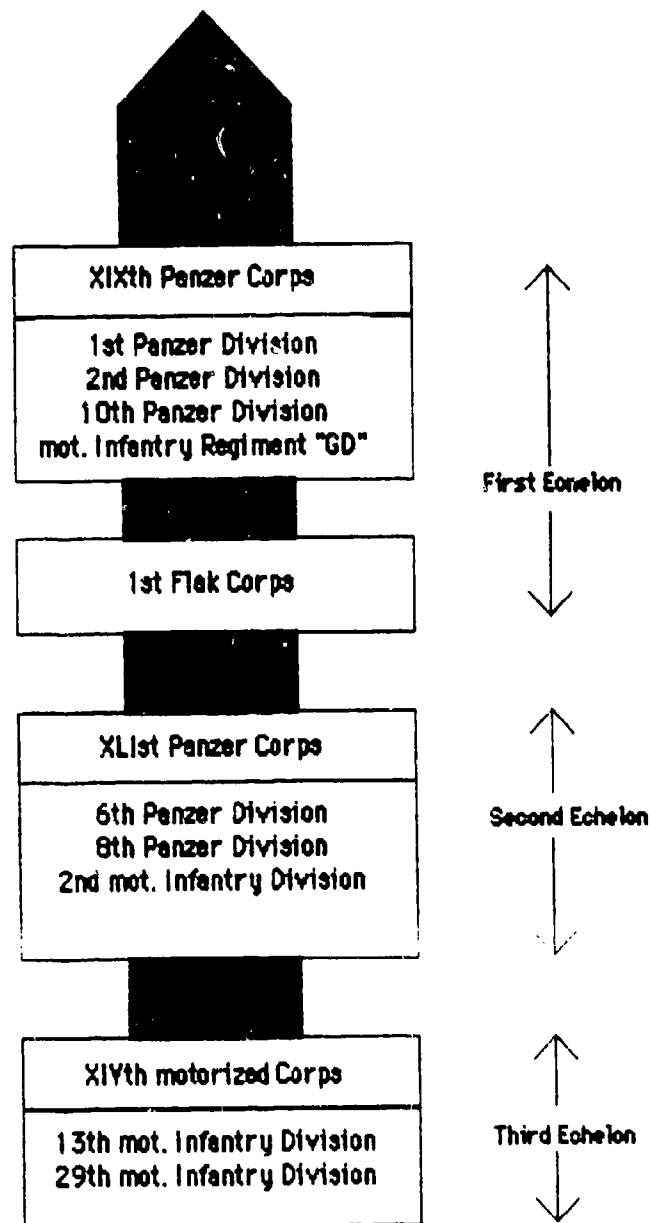 XIXth Panzer Corps
1st Panzer Division
2nd Panzer Division
10th Panzer Division
mot. Infantry Regiment "GD"
First Echelon
1st Flak Corps
XLIst Panzer Corps
6th Panzer Division
8th Panzer Division
2nd mot. Infantry Division
Second Echelon
XIVth motorized Corps
13th mot. Infantry Division
29th mot. Infantry Division
Third Echelon